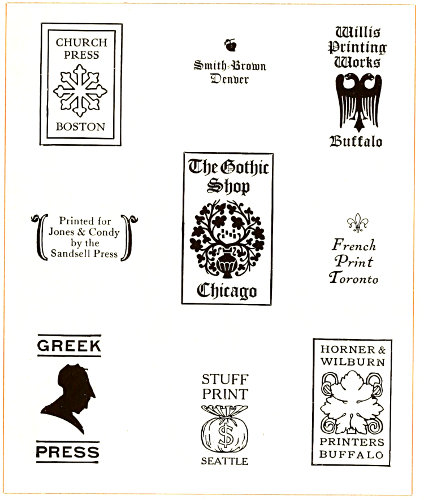 CHURCH
PRESS
BOSTON
Smith-Brown
Denver
Willis
Printing
Works
Buffalo
Printed for
Jones & Condy
by the
Sandsell Press
The Gothic
Shop
Chicago
French
Print
Toronto
GREEK
PRESS
STUFF
PRINT
$
SEATTLE
HORNER &
WILBURN
PRINTERS
BUFFALO